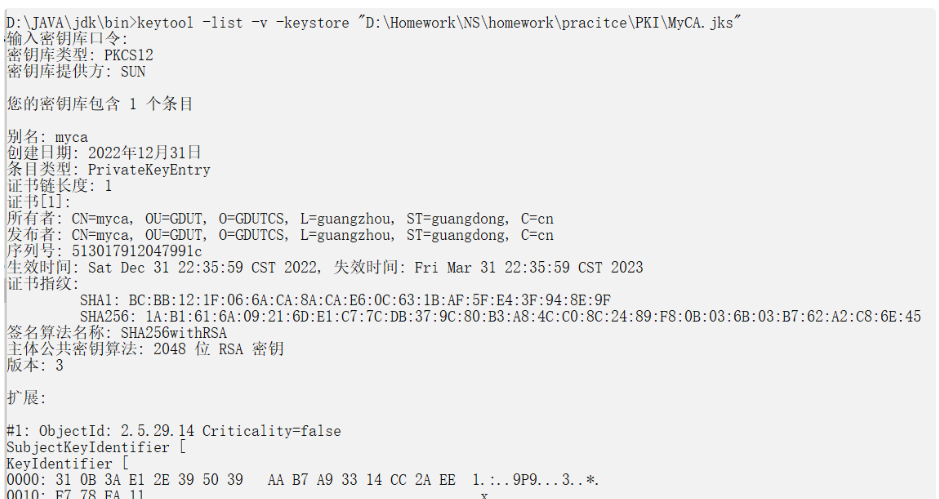 D:\JAVA\jdk\bin>keytool -list -v -keystore "D:\Homework\NS\homework\pracitce\PKI\MyCA.jks"
输入密钥库口令:
密钥库类型: PKCS12
密钥库提供方: SUN
您的密钥库包含 1 个条目
别名: myca
创建日期: 2022年12月31日
条目类型: PrivateKeyEntry
证书链长度: 1
证书[1]:
所有者: CN=myca, OU=GDUT, O=GDUTCS, L=guangzhou, ST=guangdong, C=cn
发布者: CN=myca, OU=GDUT, O=GDUTCS, L=guangzhou, ST=guangdong, C=cn
序列号: 513017912047991c
生效时间: Sat Dec 31 22:35:59 CST 2022, 失效时间: Fri Mar 31 22:35:59 CST 2023
证书指纹:
SHA1: BC:BB:12:1F:06:6A:CA:8A:CA:E6:0C:63:1B:AF:5F:E4:3F:94:8E:9F
SHA256: 1A:B1:61:6A:09:21:6D:E1:C7:7C:DB:37:9C:80:B3:A8:4C:C0:8C:24:89:F8:0B:03:6B:03:B7:62:A2:C8:6E:45
签名算法名称: SHA256withRSA
主体公共密钥算法: 2048 位 RSA 密钥
版本: 3
扩展:
#1: ObjectId: 2.5.29.14 Criticality=false
SubjectKeyIdentifier [
KeyIdentifier [
0000: 31 0B 3A E1 2E 39 50 39 AA B7 A9 33 14 CC 2A EE 1.:..9P9...3..*.
0010: F7 78 FA 11 .x..